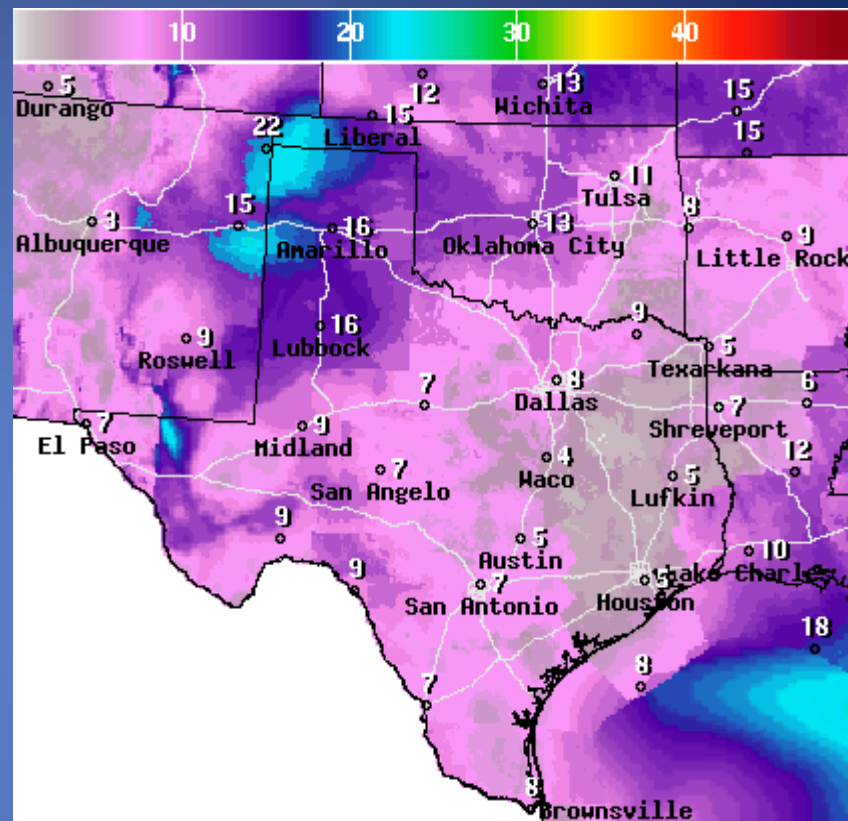 10 20 30 40
5 12 13 15
Durango Wichita
15
Liberal
22 15
11
Tulsa
3 15 16 13 8 9
Albuquerque Amarillo Oklahoma City Little Rock
9 16 9 5
Roswell Lubbock Texarkana
8
Dallas
7 9 7 7 6
El Paso Midland Shreveport
7 4 5 12
San Angelo Waco Lufkin
9 5 10
Austin
9 7 5 Lake Charles
San Antonio Houston
18
7 8
8
Brownsville